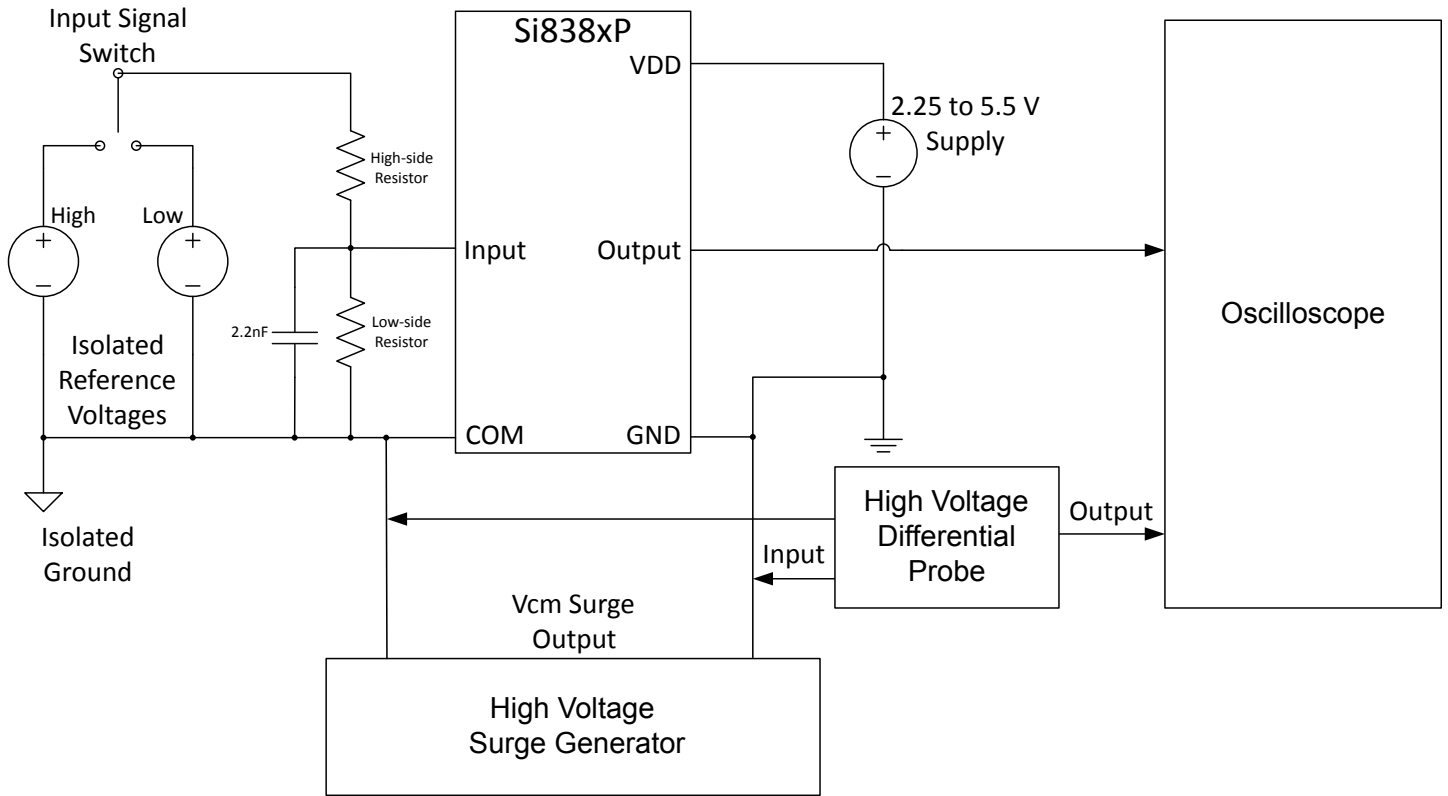 Input Signal
Switch
Si838xP
VDD
2.25 to 5.5 V
Supply
+
−
High-side
Resistor
High
Low
+
−
+
−
Input
Output
2.2nF
Low-side
Resistor
Isolated
Reference
Voltages
COM
GND
Oscilloscope
Isolated
Ground
High Voltage
Differential
Probe
Output
Input
Vcm Surge
Output
High Voltage
Surge Generator